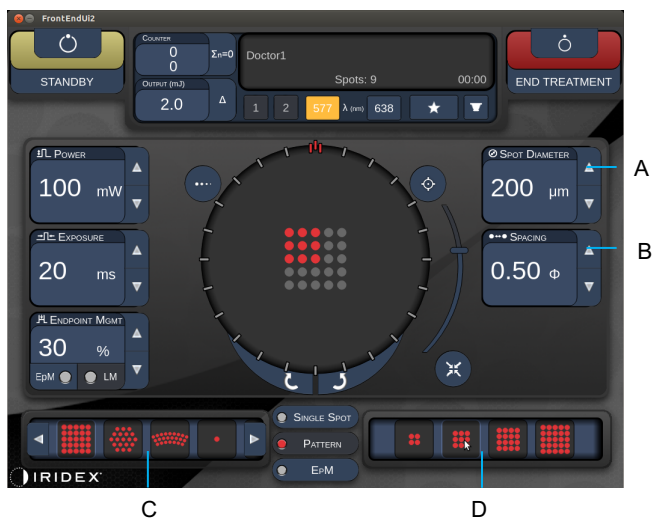 FrontEndUi2
STANDBY
COUNTER
0
0
Σn=0
OUTPUT (mJ)
2.0
Δ
Doctor1
Spots: 9
00:00
1
2
577
λ (nm)
638
END TREATMENT
POWER
100 mW
EXPOSURE
20 ms
ENDPOINT MGMT
30 %
EpM
LM
SPOT DIAMETER
200 µm
SPACING
0.50 Φ
A
B
SINGLE SPOT
PATTERN
EPM
IRIDEX
C
D